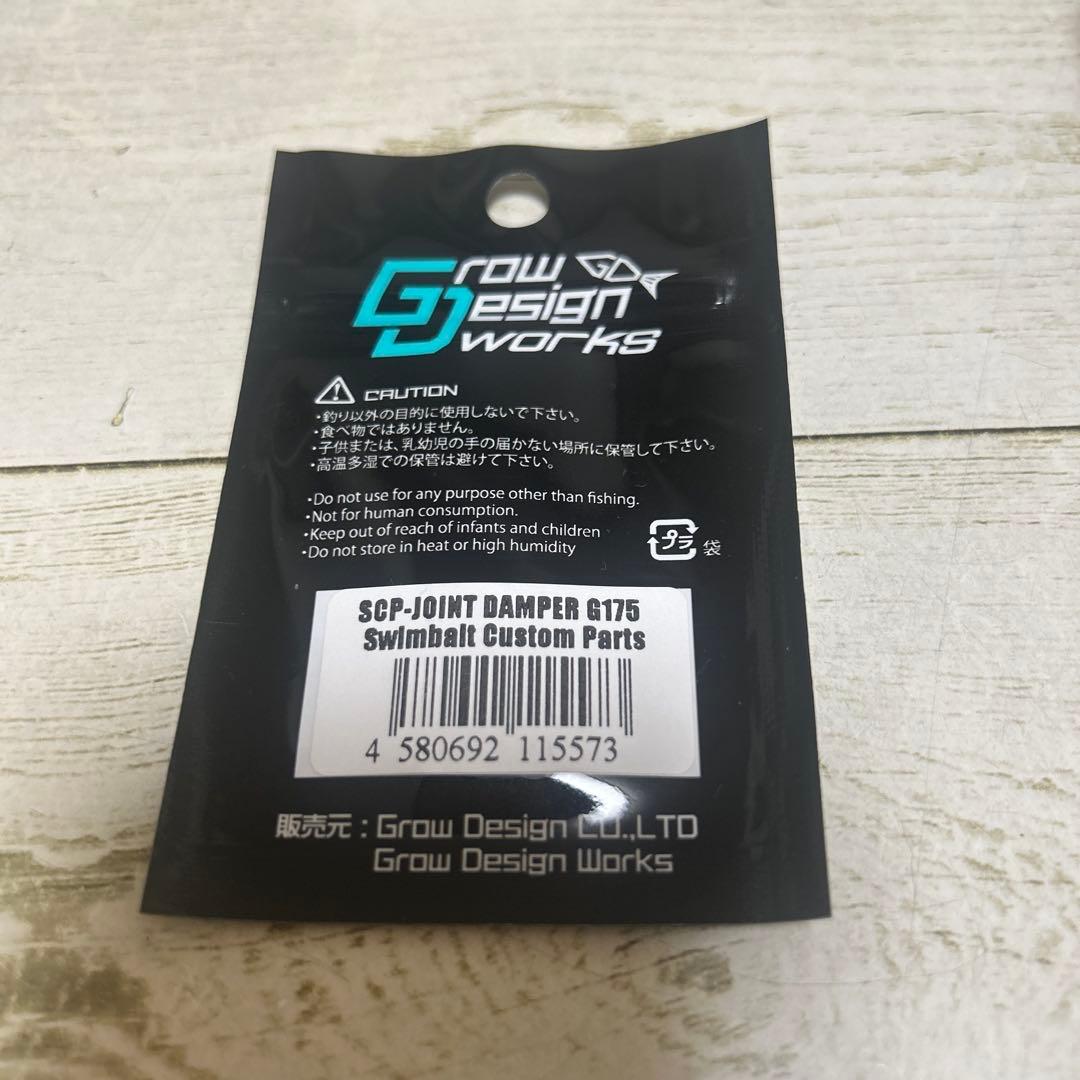 Grow
Design
works
GD
CAUTION
・釣り以外の目的に使用しないで下さい。
・食べ物ではありません。
・子供または、乳幼児の手の届かない場所に保管して下さい。
・高温多湿での保管は避けて下さい。
・Do not use for any purpose other than fishing.
・Not for human consumption.
・Keep out of reach of infants and children
・Do not store in heat or high humidity
プラ
袋
SCP-JOINT DAMPER G175
Swimbait Custom Parts
4 580692 115573
販売元：Grow Design CO.,LTD
Grow Design Works